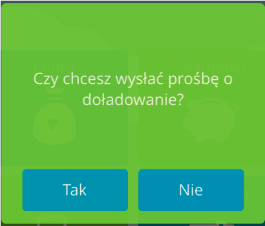 Czy chcesz wysłać prośbę o
doładowanie?
Tak
Nie